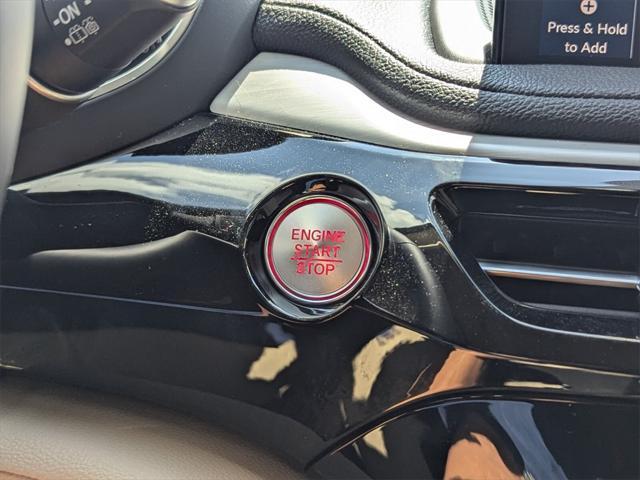 ON
Press & Hold
to Add
ENGINE
START
STOP